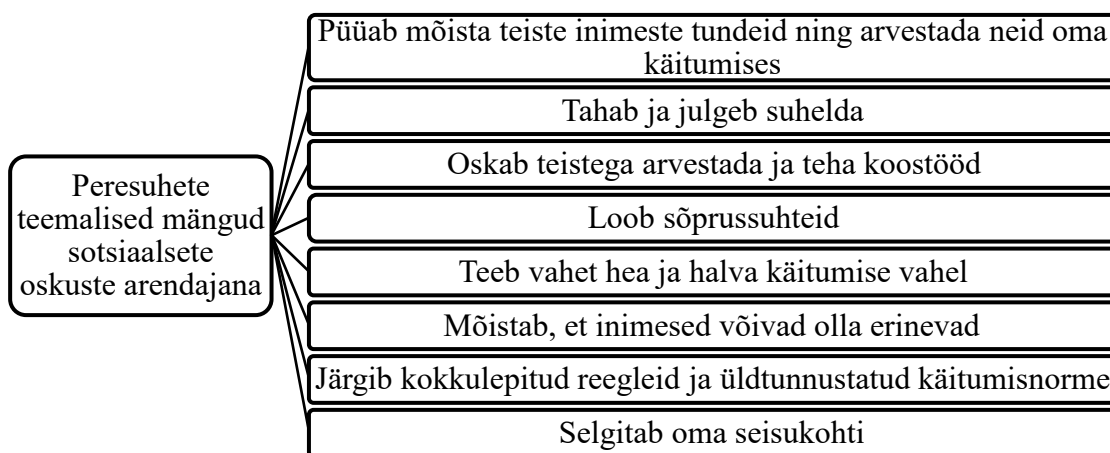 Peresuhete
teemalised mängud
sotsiaalsete
oskuste arendajana
Püüab mõista teiste inimeste tundeid ning arvestada neid oma
käitumises
Tahab ja julgeb suhelda
Oskab teistega arvestada ja teha koostööd
Loob sõprussuhteid
Teeb vahet hea ja halva käitumise vahel
Mõistab, et inimesed võivad olla erinevad
Järgib kokkulepitud reegleid ja üldtunnustatud käitumisnorme
Selgitab oma seisukohti